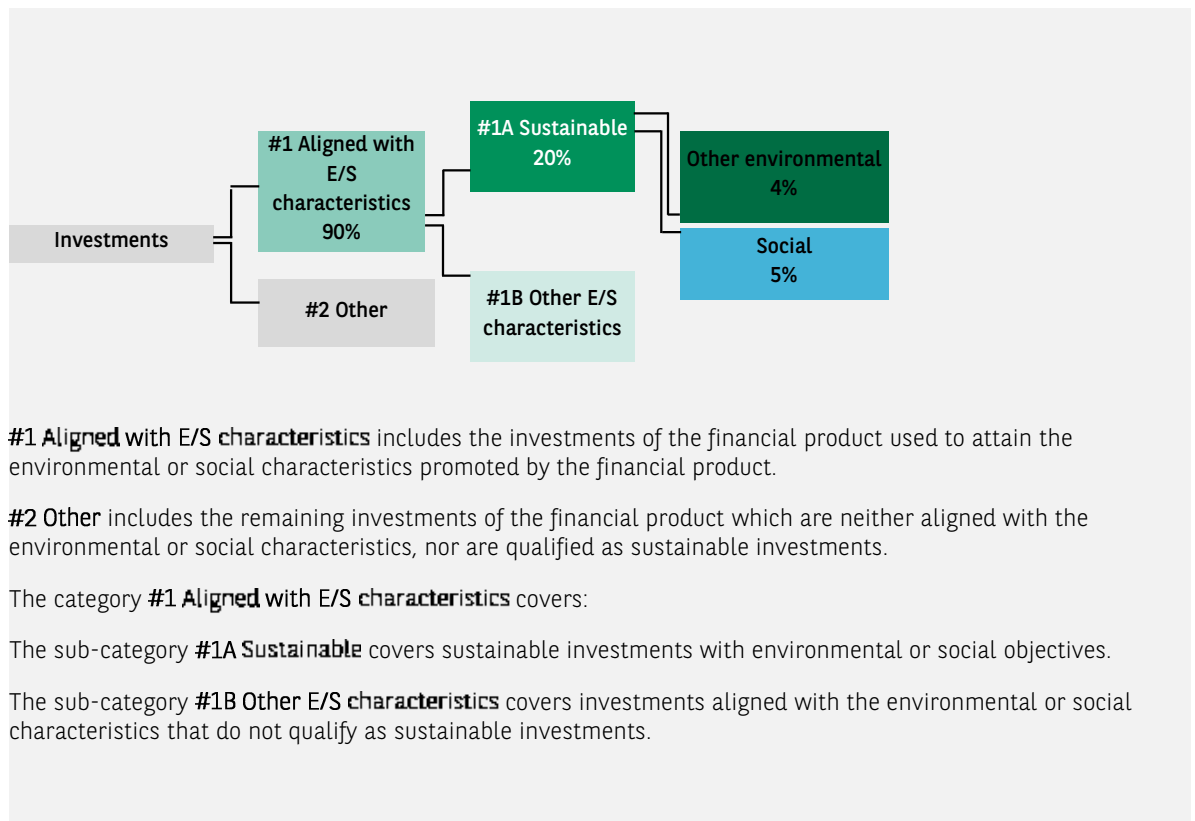 #1A Sustainable
20%
#1 Aligned with
E/S
characteristics
90%
Other environmental
4%
Investments
Social
5%
#2 Other
#1B Other E/S
characteristics
#1 Aligned with E/S characteristics includes the investments of the financial product used to attain the
environmental or social characteristics promoted by the financial product.
#2 Other includes the remaining investments of the financial product which are neither aligned with the
environmental or social characteristics, nor are qualified as sustainable investments.
The category #1 Aligned with E/S characteristics covers:
The sub-category #1A Sustainable covers sustainable investments with environmental or social objectives.
The sub-category #1B Other E/S characteristics covers investments aligned with the environmental or social
characteristics that do not qualify as sustainable investments.